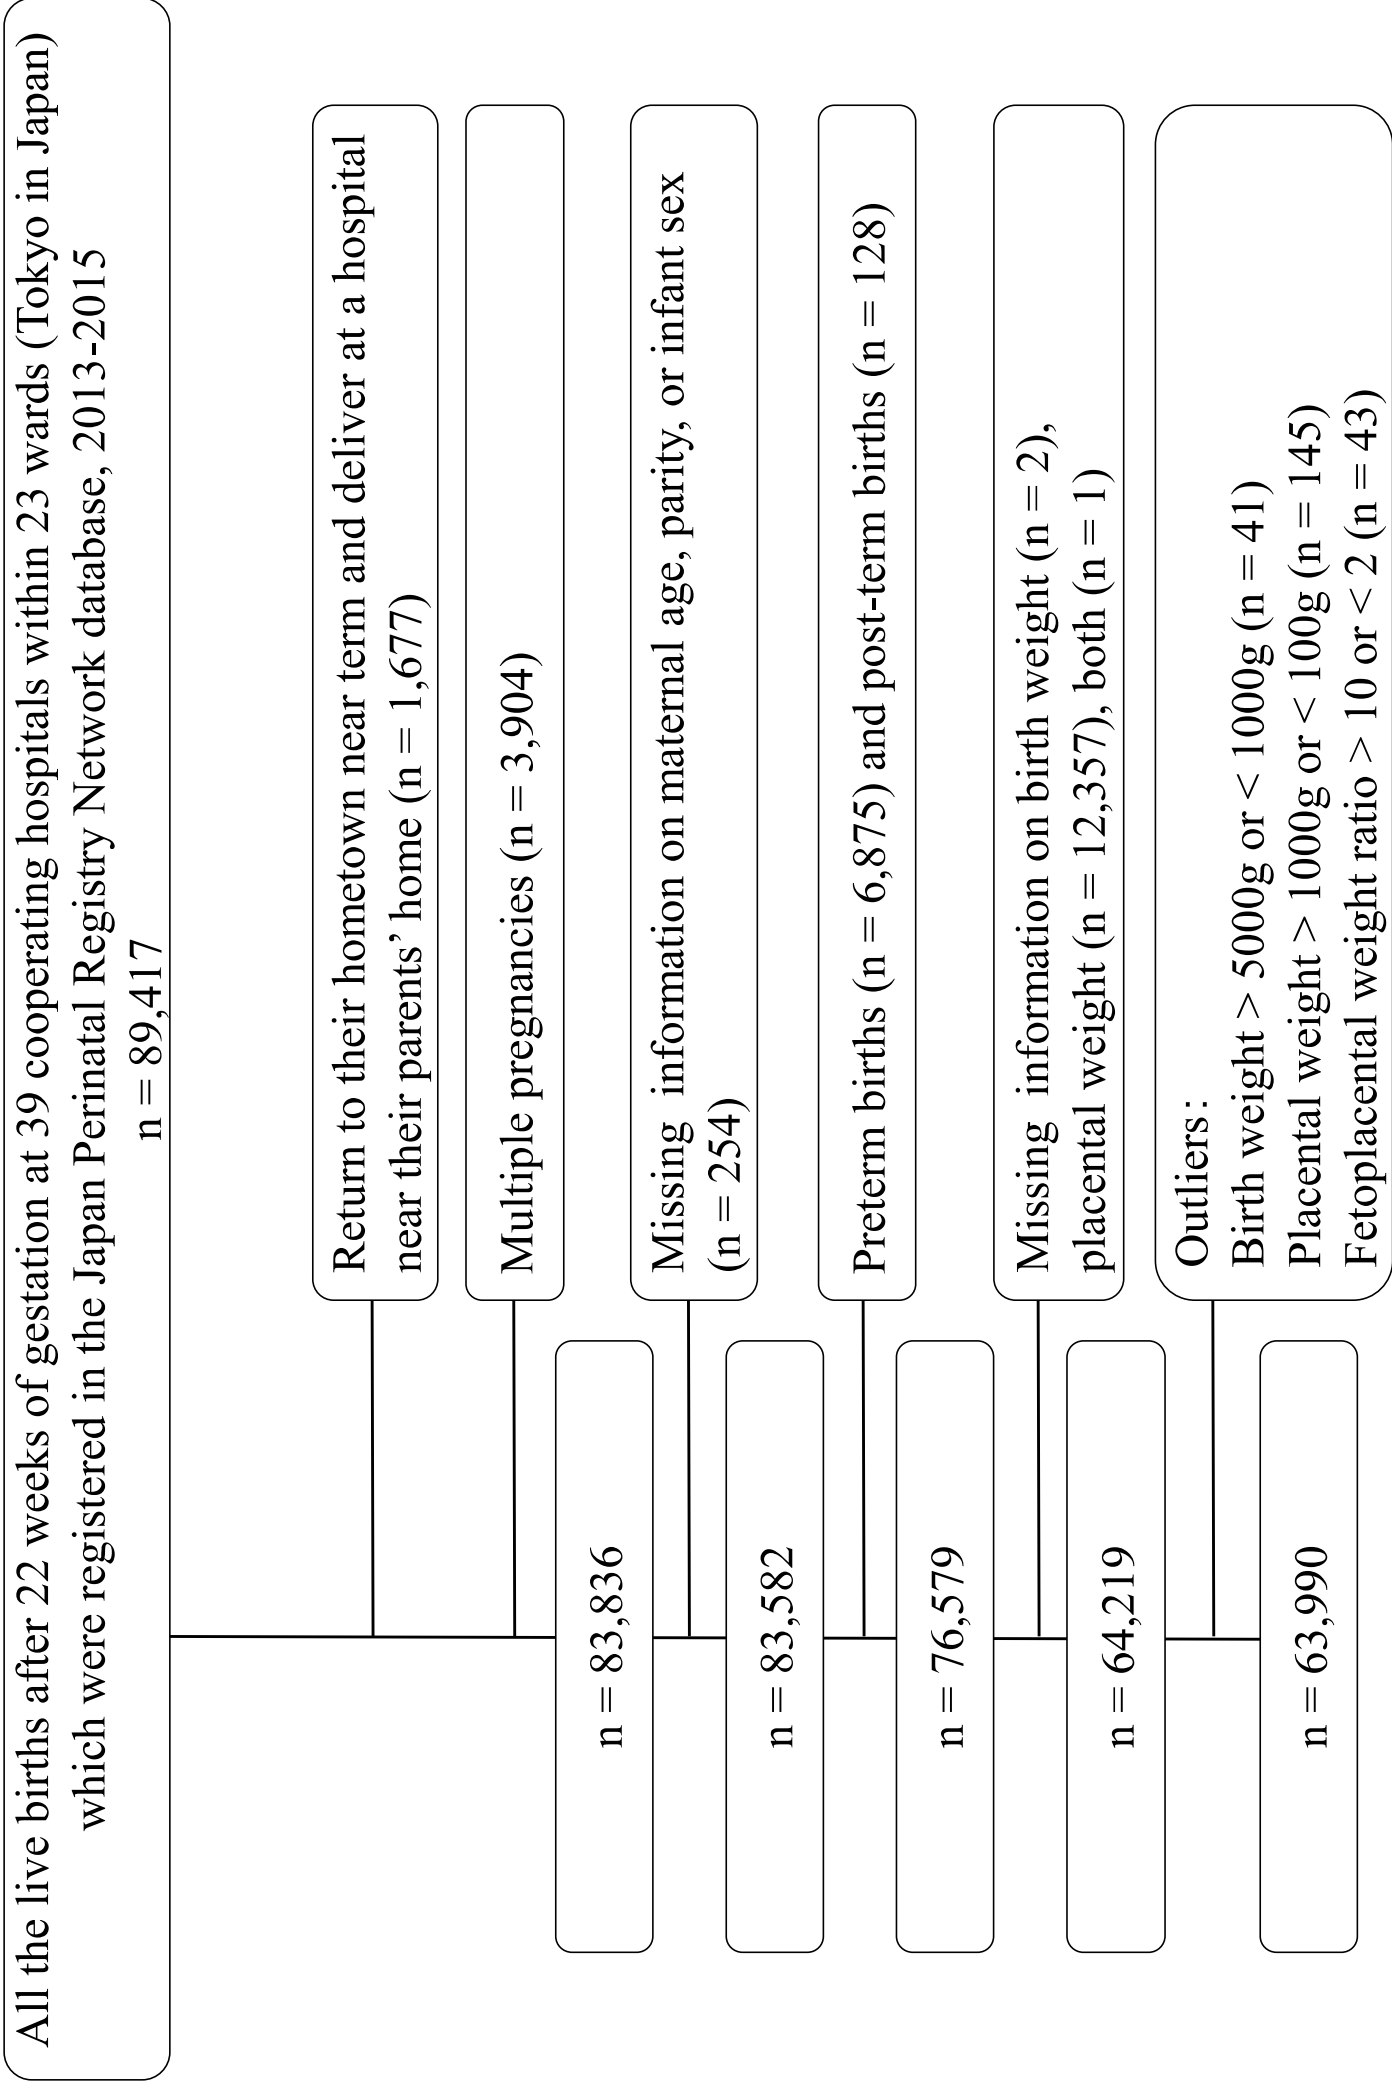 All the live births after 22 weeks of gestation at 39 cooperating hospitals within 23 wards (Tokyo in Japan)
which were registered in the Japan Perinatal Registry Network database, 2013-2015
n = 89,417
Return to their hometown near term and deliver at a hospital
near their parents’ home (n = 1,677)
Multiple pregnancies (n = 3,904)
n = 83,836
Missing information on maternal age, parity, or infant sex
(n = 254)
n = 83,582
Preterm births (n = 6,875) and post-term births (n = 128)
n = 76,579
Missing information on birth weight (n = 2),
placental weight (n = 12,357), both (n = 1)
n = 64,219
Outliers:
Birth weight > 5000g or < 1000g (n = 41)
Placental weight > 1000g or < 100g (n = 145)
Fetoplacental weight ratio > 10 or < 2 (n = 43)
n = 63,990